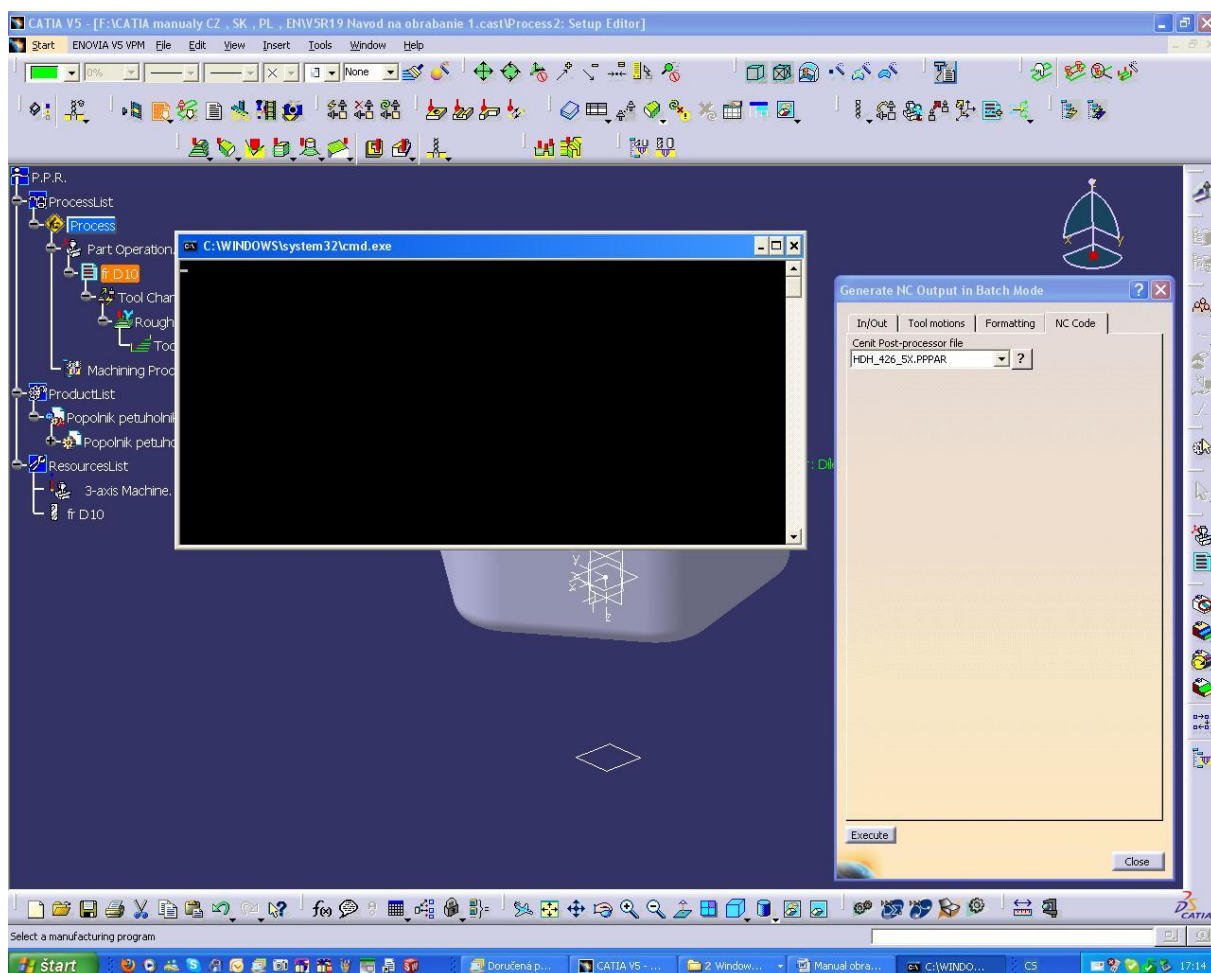 CATIA V5 - [F:\CATIA manualy CZ , SK , PL , EN\V5R19 Navod na obrabanie 1.cast\Process2: Setup Editor]
Start ENOVIA V5 VPM File Edit View Insert Tools Window Help
0% None
P.P.R.
ProcessList
Process
Part Operation.
fr D10
Tool Chan
Rough
Too
Machining Proc
ProductList
Popolnik petuholnik
Popolnik petuho
ResourcesList
3-axis Machine.
fr D10
C:\WINDOWS\system32\cmd.exe
x y
Generate NC Output in Batch Mode
In/Out Tool motions Formatting NC Code
Cenit Post-processor file
HDH_426_5X.PPPAR ?
Execute
Close
Select a manufacturing program
CATIA
štart Doručená p... CATIA V5 - ... 2 Window... Manual obra... C:\WINDO... CS 17:14